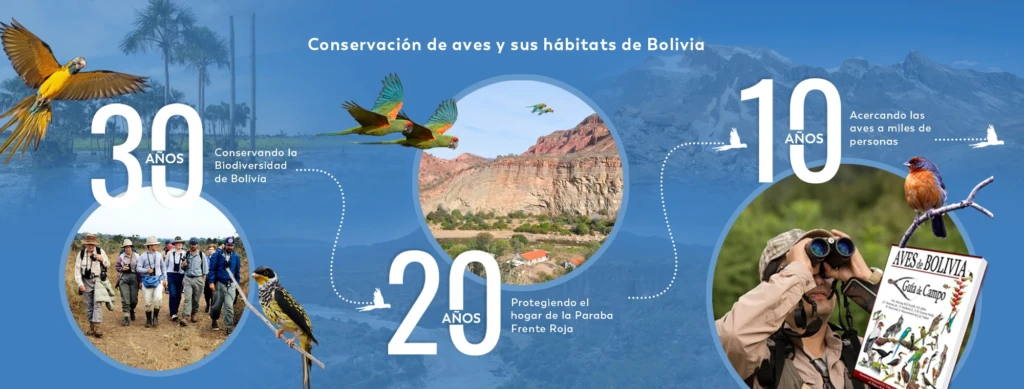 Conservación de aves y sus hábitats de Bolivia
30
AÑOS
Conservando la
Biodiversidad
de Bolivia
20
AÑOS
Protegiendo el
hogar de la Paraba
Frente Roja
10
AÑOS
Acercando las
aves a miles de
personas
AVES de BOLIVIA
Guía de Campo